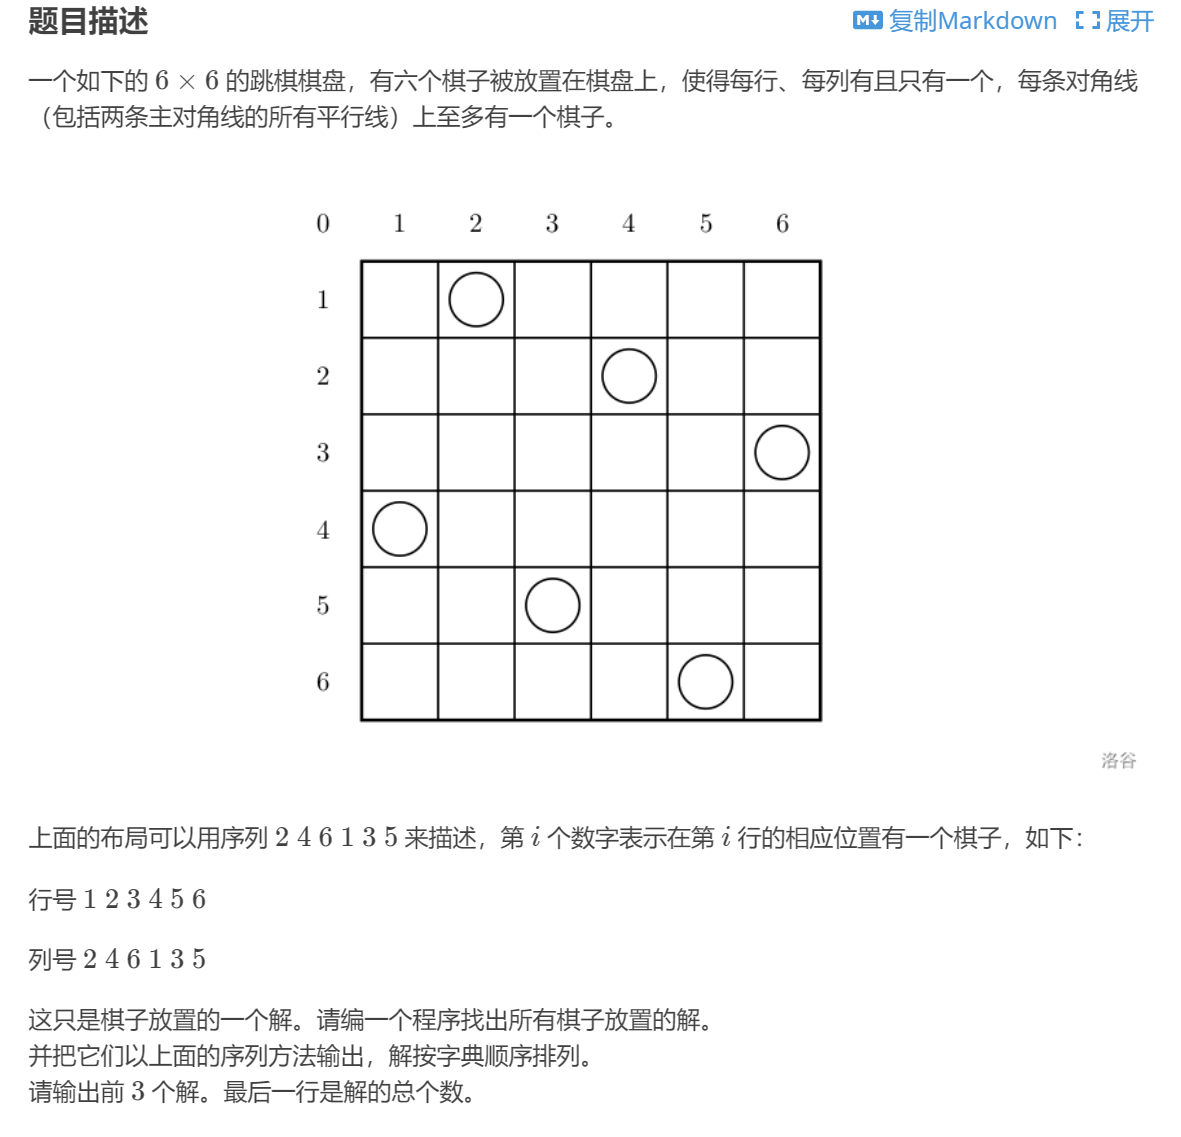 题目描述
复制Markdown 展开
一个如下的 6 × 6 的跳棋棋盘，有六个棋子被放置在棋盘上，使得每行、每列有且只有一个，每条对角线
（包括两条主对角线的所有平行线）上至多有一个棋子。
0 1 2 3 4 5 6
1
2
3
4
5
6
洛谷
上面的布局可以用序列 2 4 6 1 3 5 来描述，第 i 个数字表示在第 i 行的相应位置有一个棋子，如下：
行号 1 2 3 4 5 6
列号 2 4 6 1 3 5
这只是棋子放置的一个解。请编一个程序找出所有棋子放置的解。
并把它们以上面的序列方法输出，解按字典顺序排列。
请输出前 3 个解。最后一行是解的总个数。